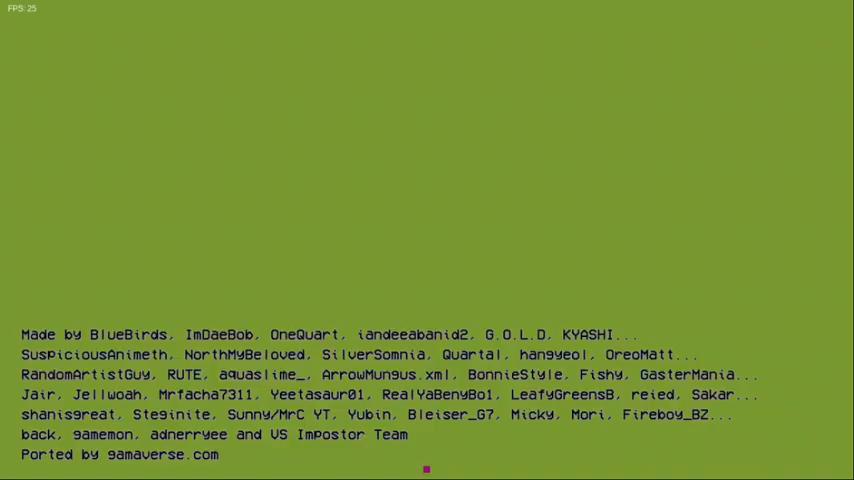 FPS: 25
Made by BlueBirds, ImDaeBob, OneQuart, iandeeabanid2, G.O.L.D, KYASHI...
SuspiciousAnimeth, NorthMyBeloved, SilverSomnia, Quartal, hangyeol, OreoMatt...
RandomArtistGuy, RUTE, aquaslime_, ArrowMungus.xml, BonnieStyle, Fishy, GasterMania...
Jair, Jellwoah, Mrfacha7311, Yeetasaur01, RealYaBenyBo1, LeafyGreensB, reied, Sakar...
shanisgreat, Steginite, Sunny/MrC YT, Yubin, Bleiser_G7, Micky, Mori, Fireboy_BZ...
back, gamemon, adnerryee and VS Impostor Team
Ported by gamaverse.com